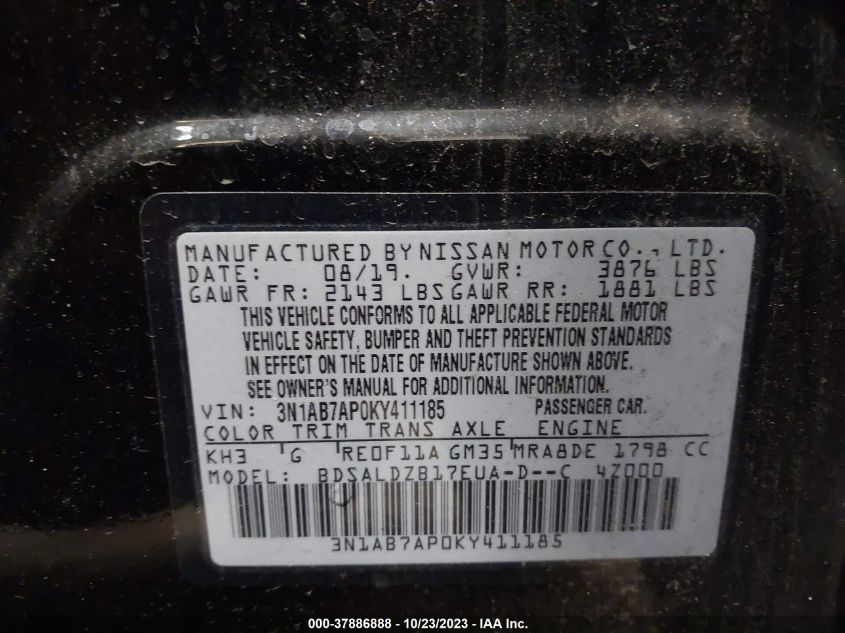 MANUFACTURED BY NISSAN MOTOR CO., LTD.
DATE: 08/19. GVWR: 3876 LBS
GAWR FR: 2143 LBS GAWR RR: 1881 LBS
THIS VEHICLE CONFORMS TO ALL APPLICABLE FEDERAL MOTOR
VEHICLE SAFETY, BUMPER AND THEFT PREVENTION STANDARDS
IN EFFECT ON THE DATE OF MANUFACTURE SHOWN ABOVE.
SEE OWNER'S MANUAL FOR ADDITIONAL INFORMATION.
VIN: 3N1AB7AP0KY411185 PASSENGER CAR.
COLOR TRIM TRANS AXLE ENGINE
KH3 G RE0F11A GM35 MRA8DE 1798 CC
MODEL: BDSALDZB17EUA-D--C 4Z000
3N1AB7AP0KY411185
000-37886888 - 10/23/2023 - © IAA Inc.